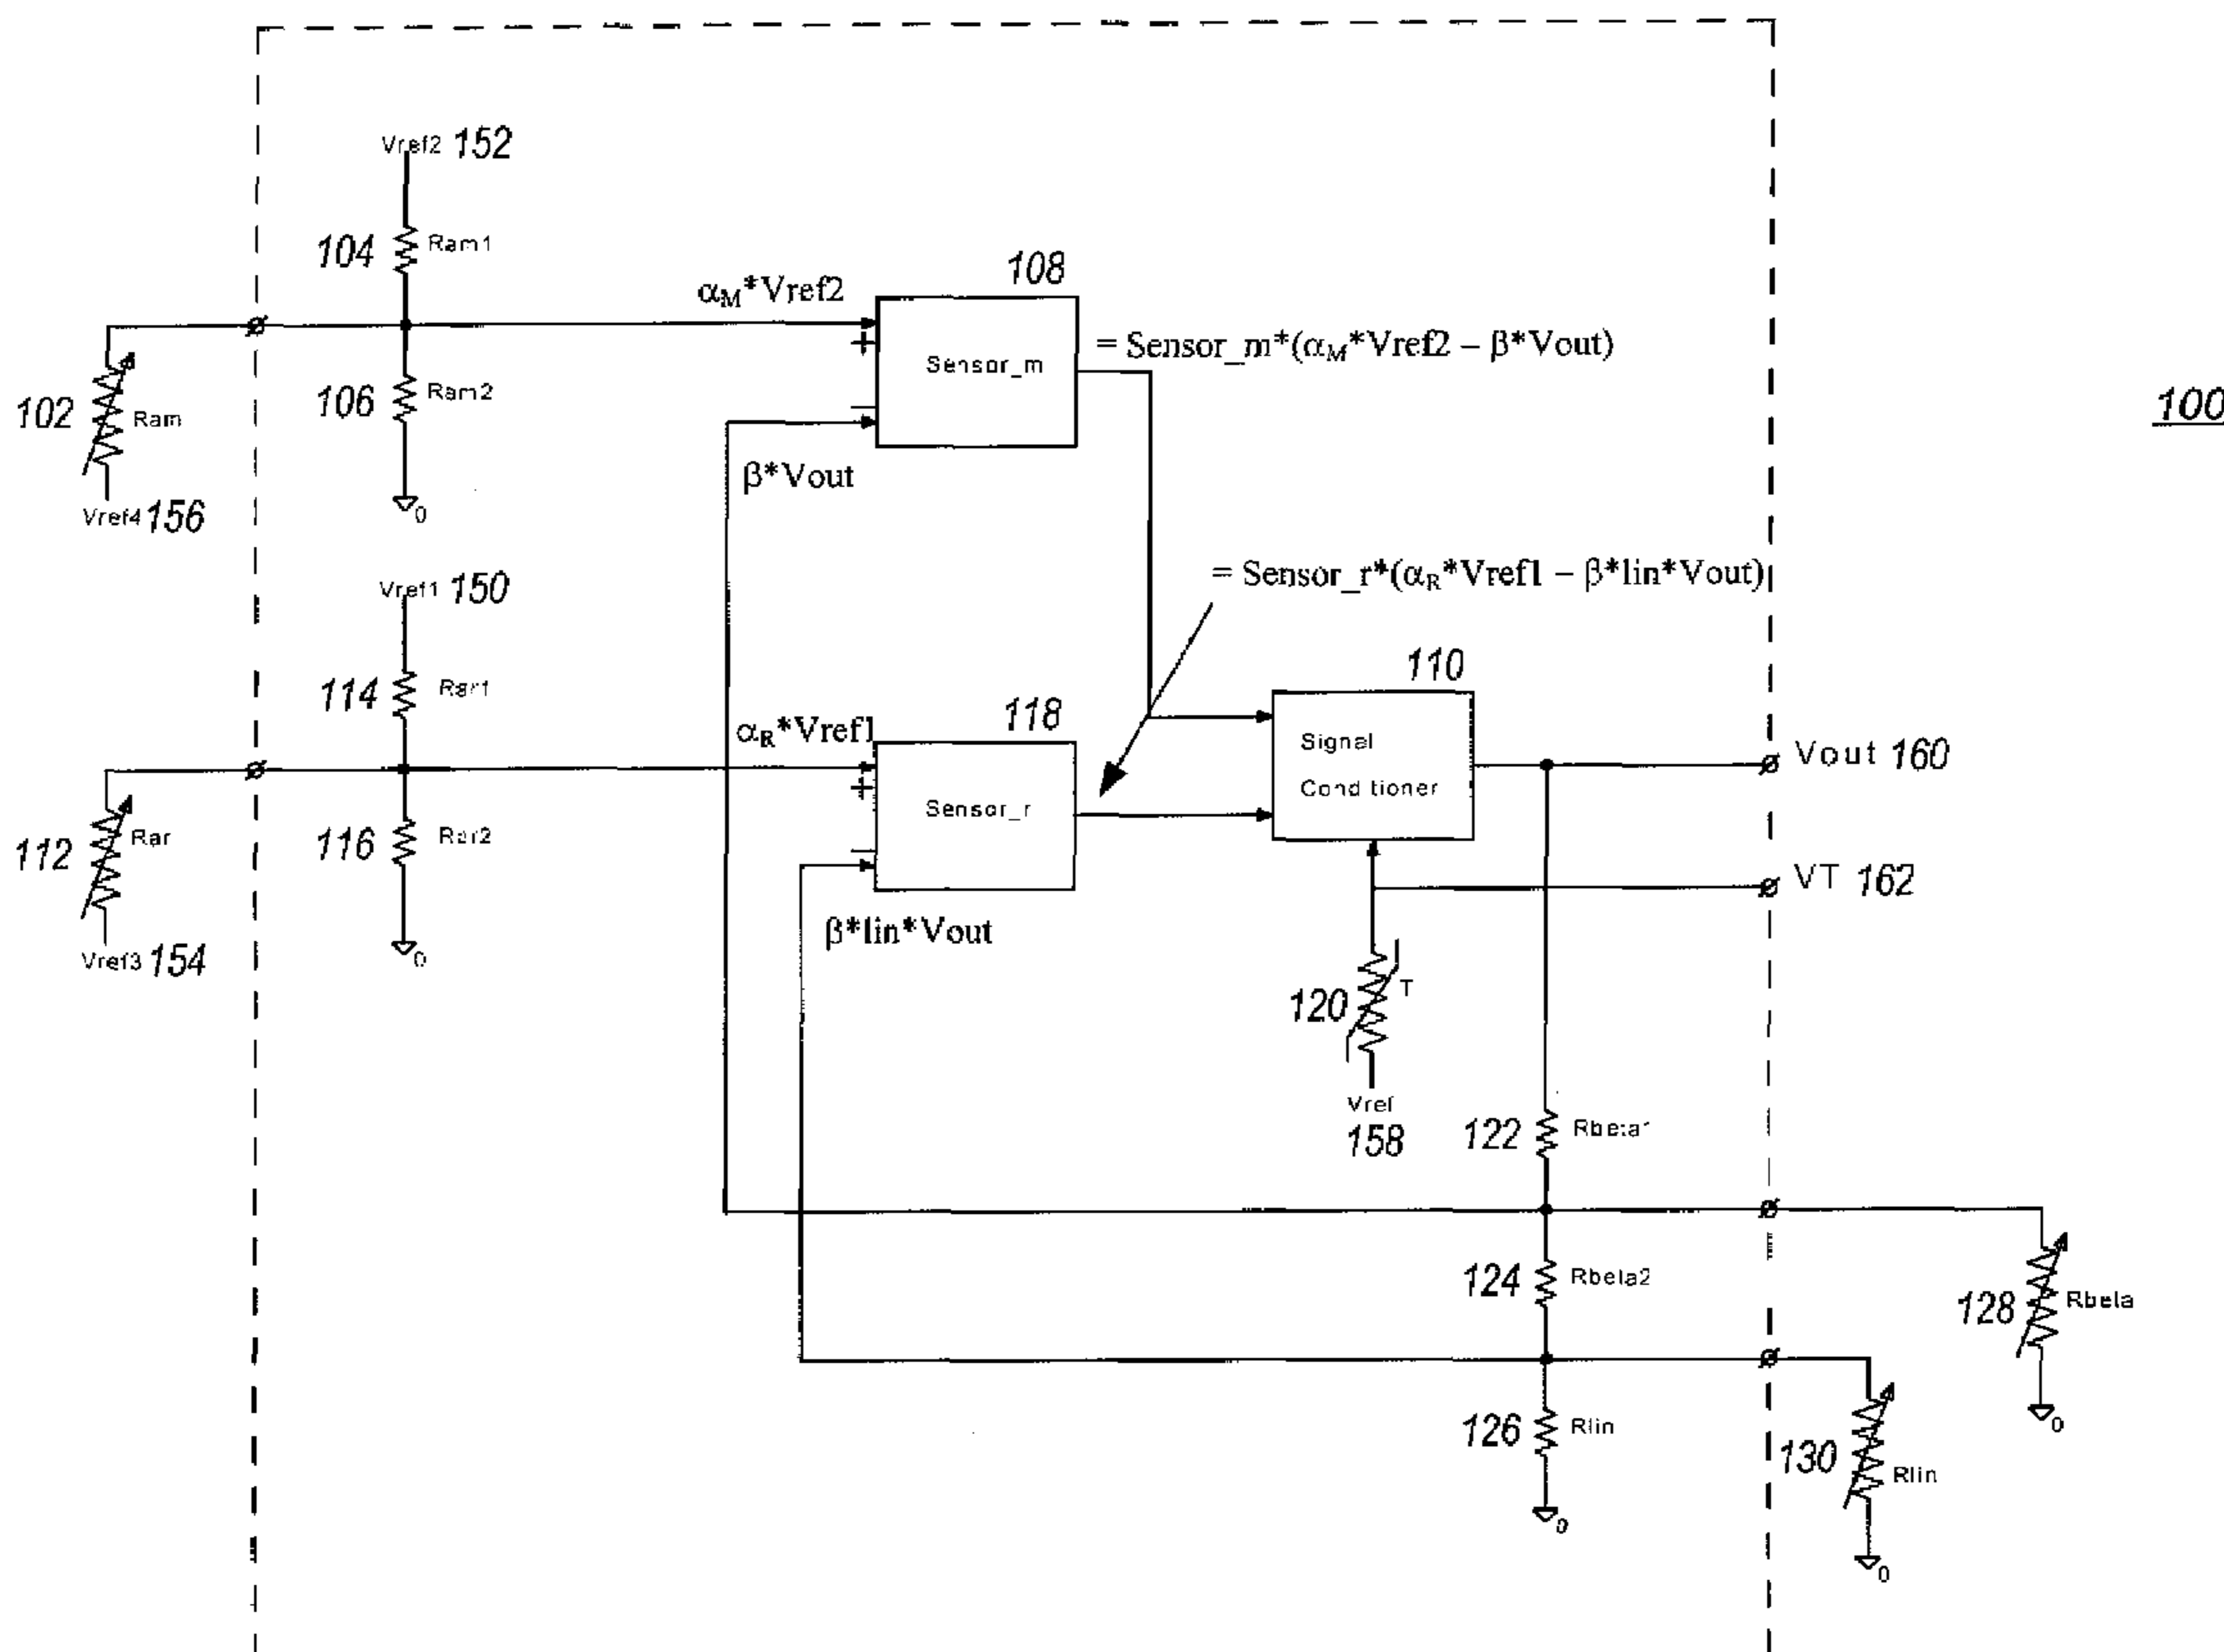 Vref2 152
104 Ram1
αM*Vref2
108
+
Sensor_m
= Sensor_m*(αM*Vref2 – β*Vout)
100
102 Ram
106 Ram2
–
β*Vout
Vref4 156
0
Vref1 150
= Sensor_r*(αR*Vref1 – β*lin*Vout)
114 Rar1
110
αR*Vref1
118
Signal
Conditioner
Vout 160
+
Sensor_r
112 Rar
116 Rar2
–
VT 162
β*lin*Vout
Vref3 154
0
120 T
Vref
158
122 Rbeta1
124 Rbeta2
128 Rbeta
126 Rlin
0
130 Rlin
0
0